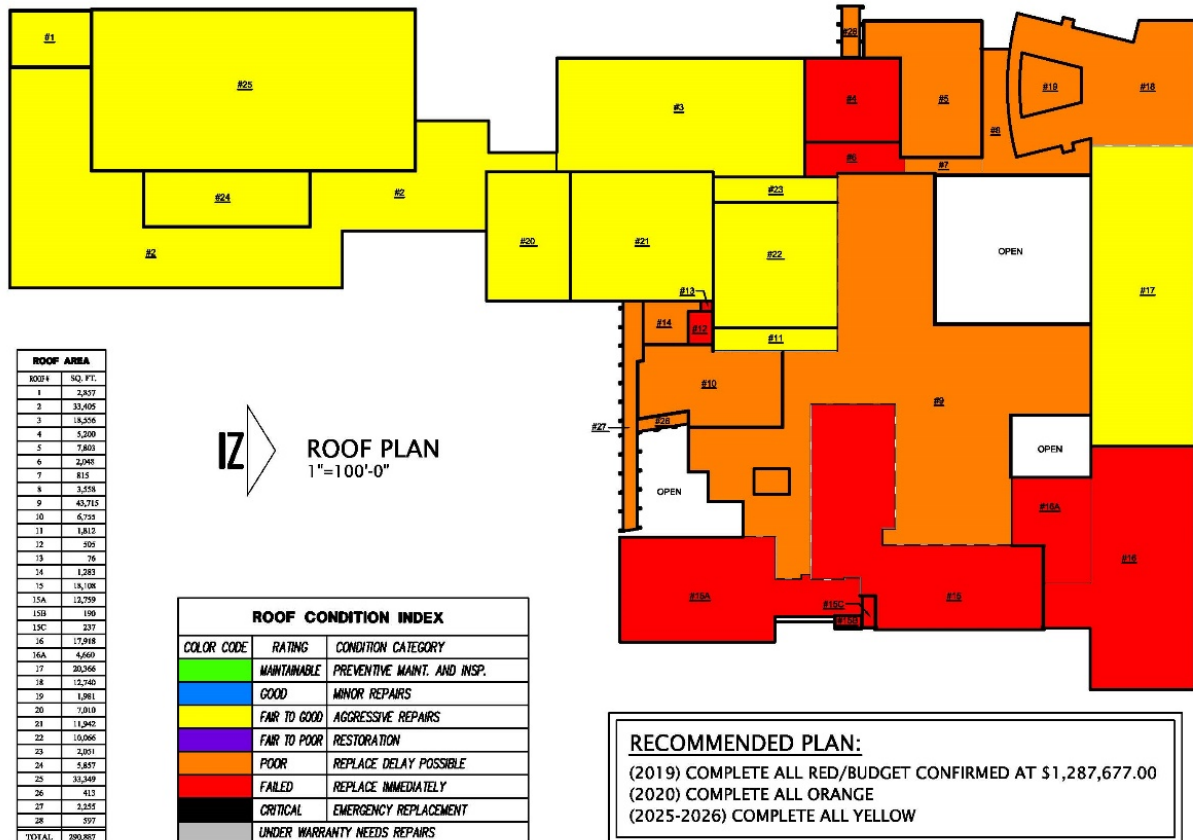 #1
#25
#3
#4
#28
#5
#19
#18
#8
#6
#7
#24
#2
#2
#20
#21
#23
#22
OPEN
#17
#13
#14
#12
#11
#10
#9
#27
#26
OPEN
OPEN
#16A
#16
#15A
#15C
#15B
#15
ROOF AREA
ROOF# SQ. FT.
1 2,857
2 33,405
3 18,556
4 5,200
5 7,803
6 2,048
7 815
8 3,558
9 43,715
10 6,755
11 1,812
12 505
13 76
14 1,283
15 18,108
15A 12,759
15B 190
15C 237
16 17,918
16A 4,660
17 20,366
18 12,740
19 1,981
20 7,010
21 11,942
22 10,066
23 2,051
24 5,857
25 33,349
26 413
27 2,255
28 597
TOTAL 290,887
N
ROOF PLAN
1"=100'-0"
ROOF CONDITION INDEX
COLOR CODE RATING CONDITION CATEGORY
MAINTAINABLE PREVENTIVE MAINT. AND INSP.
GOOD MINOR REPAIRS
FAIR TO GOOD AGGRESSIVE REPAIRS
FAIR TO POOR RESTORATION
POOR REPLACE DELAY POSSIBLE
FAILED REPLACE IMMEDIATELY
CRITICAL EMERGENCY REPLACEMENT
UNDER WARRANTY NEEDS REPAIRS
RECOMMENDED PLAN:
(2019) COMPLETE ALL RED/BUDGET CONFIRMED AT $1,287,677.00
(2020) COMPLETE ALL ORANGE
(2025-2026) COMPLETE ALL YELLOW